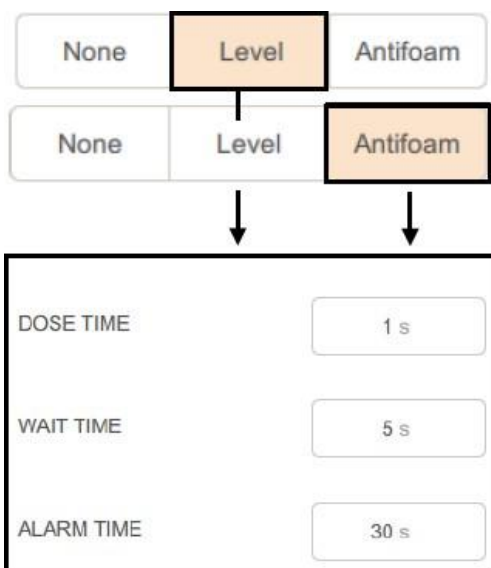 None Level Antifoam
None Level Antifoam
DOSE TIME 1 s
WAIT TIME 5 s
ALARM TIME 30 s